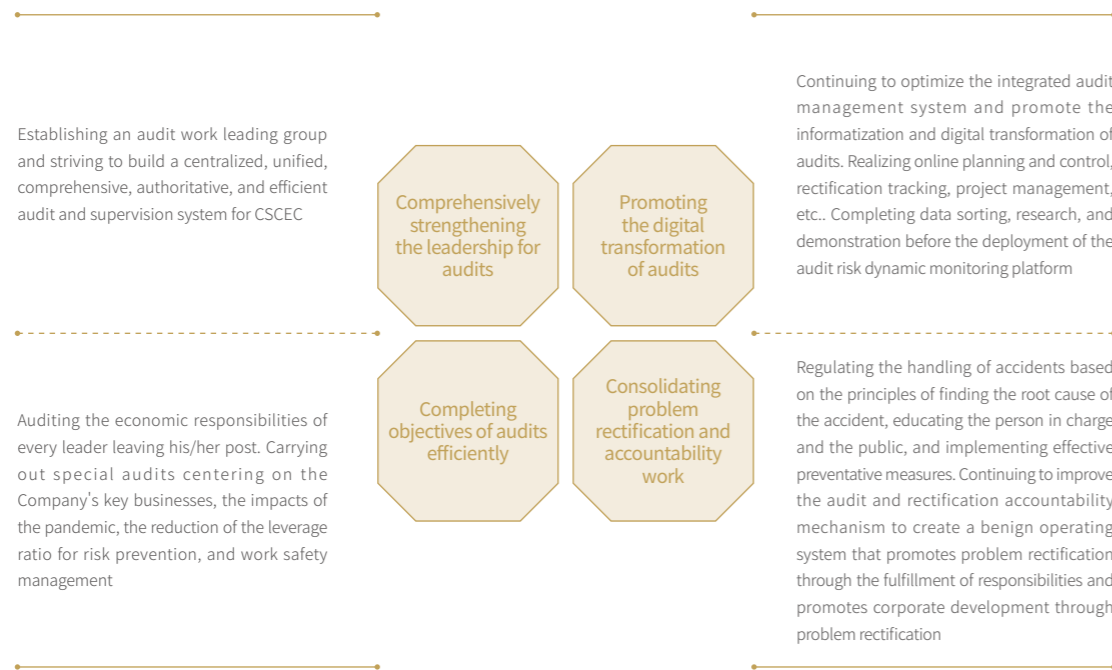 Establishing an audit work leading group
and striving to build a centralized, unified,
comprehensive, authoritative, and efficient
audit and supervision system for CSCEC
Comprehensively
strengthening
the leadership for
audits
Promoting
the digital
transformation
of audits
Continuing to optimize the integrated audit
management system and promote the
informatization and digital transformation of
audits. Realizing online planning and control,
rectification tracking, project management,
etc.. Completing data sorting, research, and
demonstration before the deployment of the
audit risk dynamic monitoring platform
Auditing the economic responsibilities of
every leader leaving his/her post. Carrying
out special audits centering on the
Company's key businesses, the impacts of
the pandemic, the reduction of the leverage
ratio for risk prevention, and work safety
management
Completing
objectives of audits
efficiently
Consolidating
problem
rectification and
accountability
work
Regulating the handling of accidents based
on the principles of finding the root cause of
the accident, educating the person in charge
and the public, and implementing effective
preventative measures. Continuing to improve
the audit and rectification accountability
mechanism to create a benign operating
system that promotes problem rectification
through the fulfillment of responsibilities and
promotes corporate development through
problem rectification